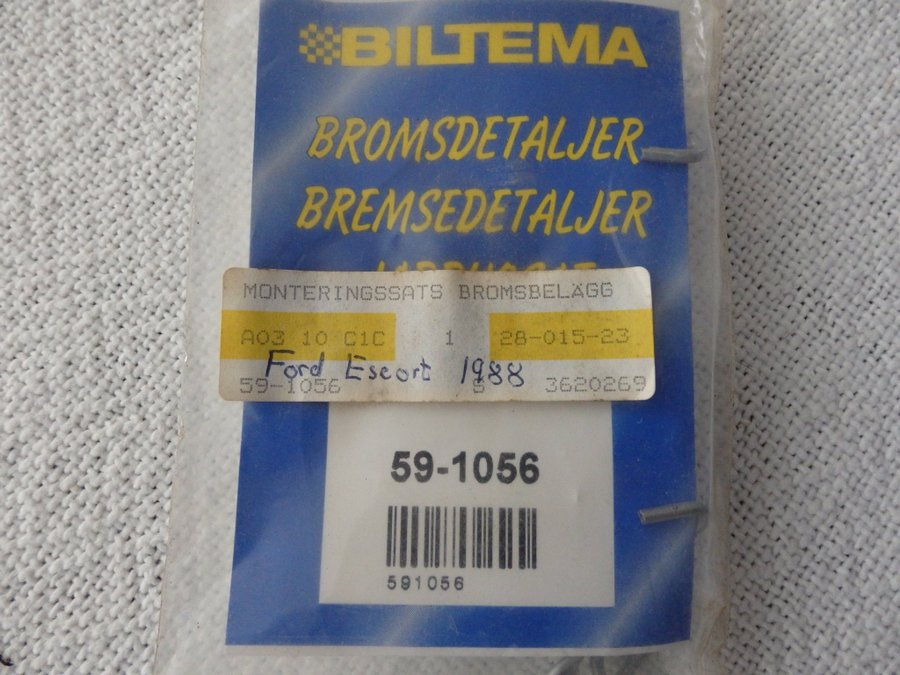 BILTEMA
BROMSDETALJER
BREMSEDETALJER
MONTERINGSSATS BROMSBELÄGG
A03 10 C1C 1 28-015-23
Ford Escort 1988
59-1056 S 3620269
59-1056
591056